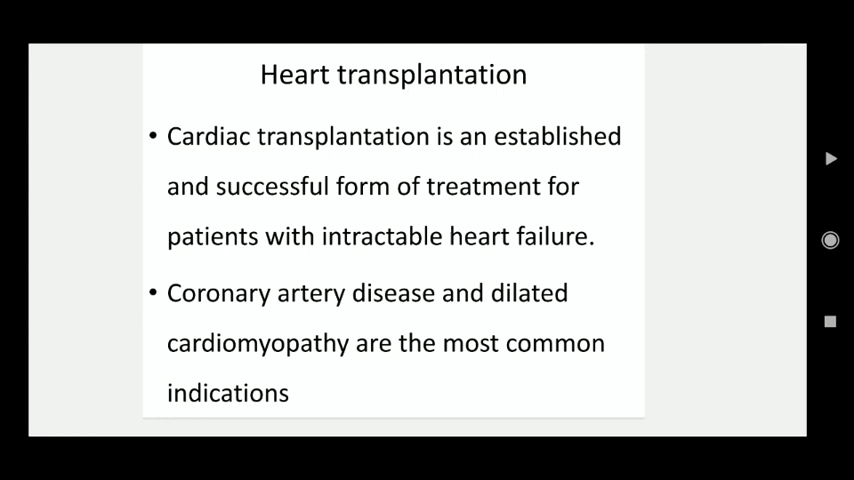 Heart transplantation
• Cardiac transplantation is an established
and successful form of treatment for
patients with intractable heart failure.
• Coronary artery disease and dilated
cardiomyopathy are the most common
indications